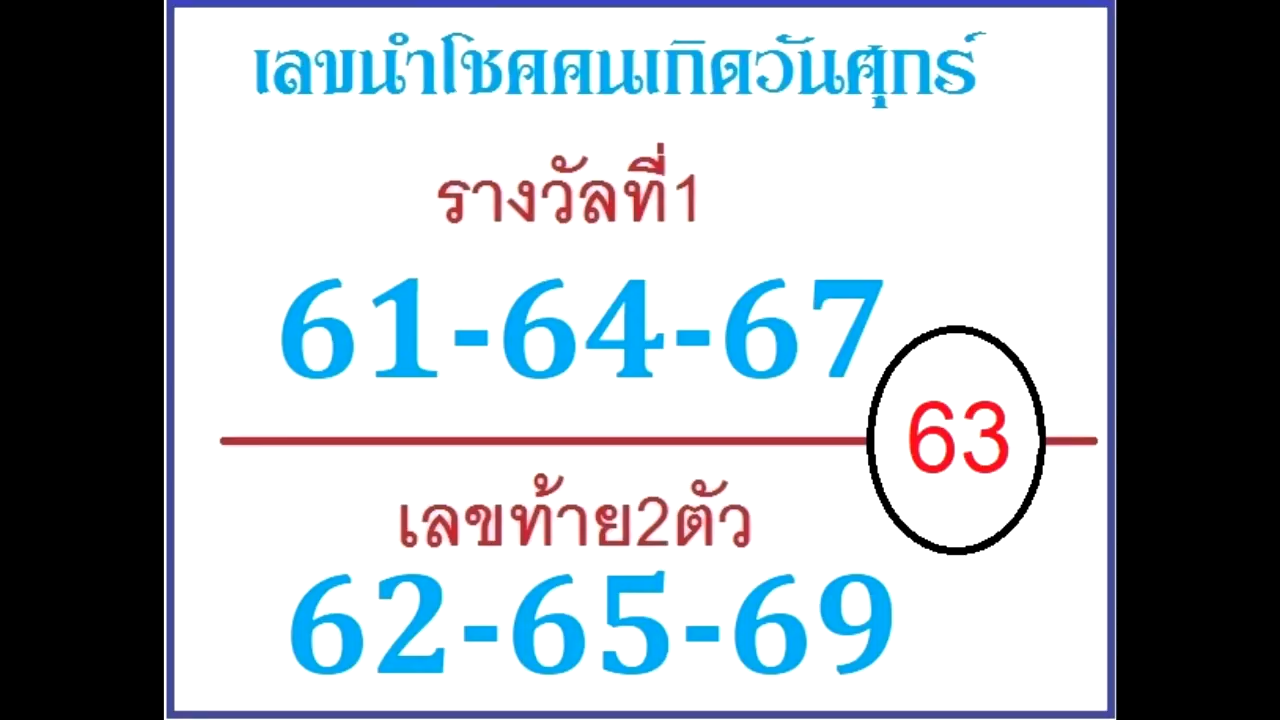 เลขนำโชคคนเกิดวันศุกร์
รางวัลที่1
61-64-67
63
เลขท้าย2ตัว
62-65-69